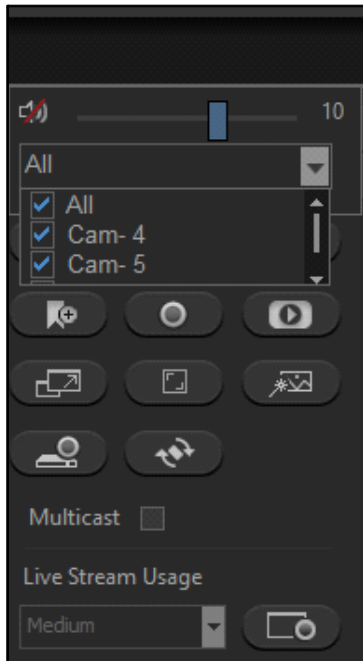 10
All
All
Cam- 4
Cam- 5
Multicast
Live Stream Usage
Medium